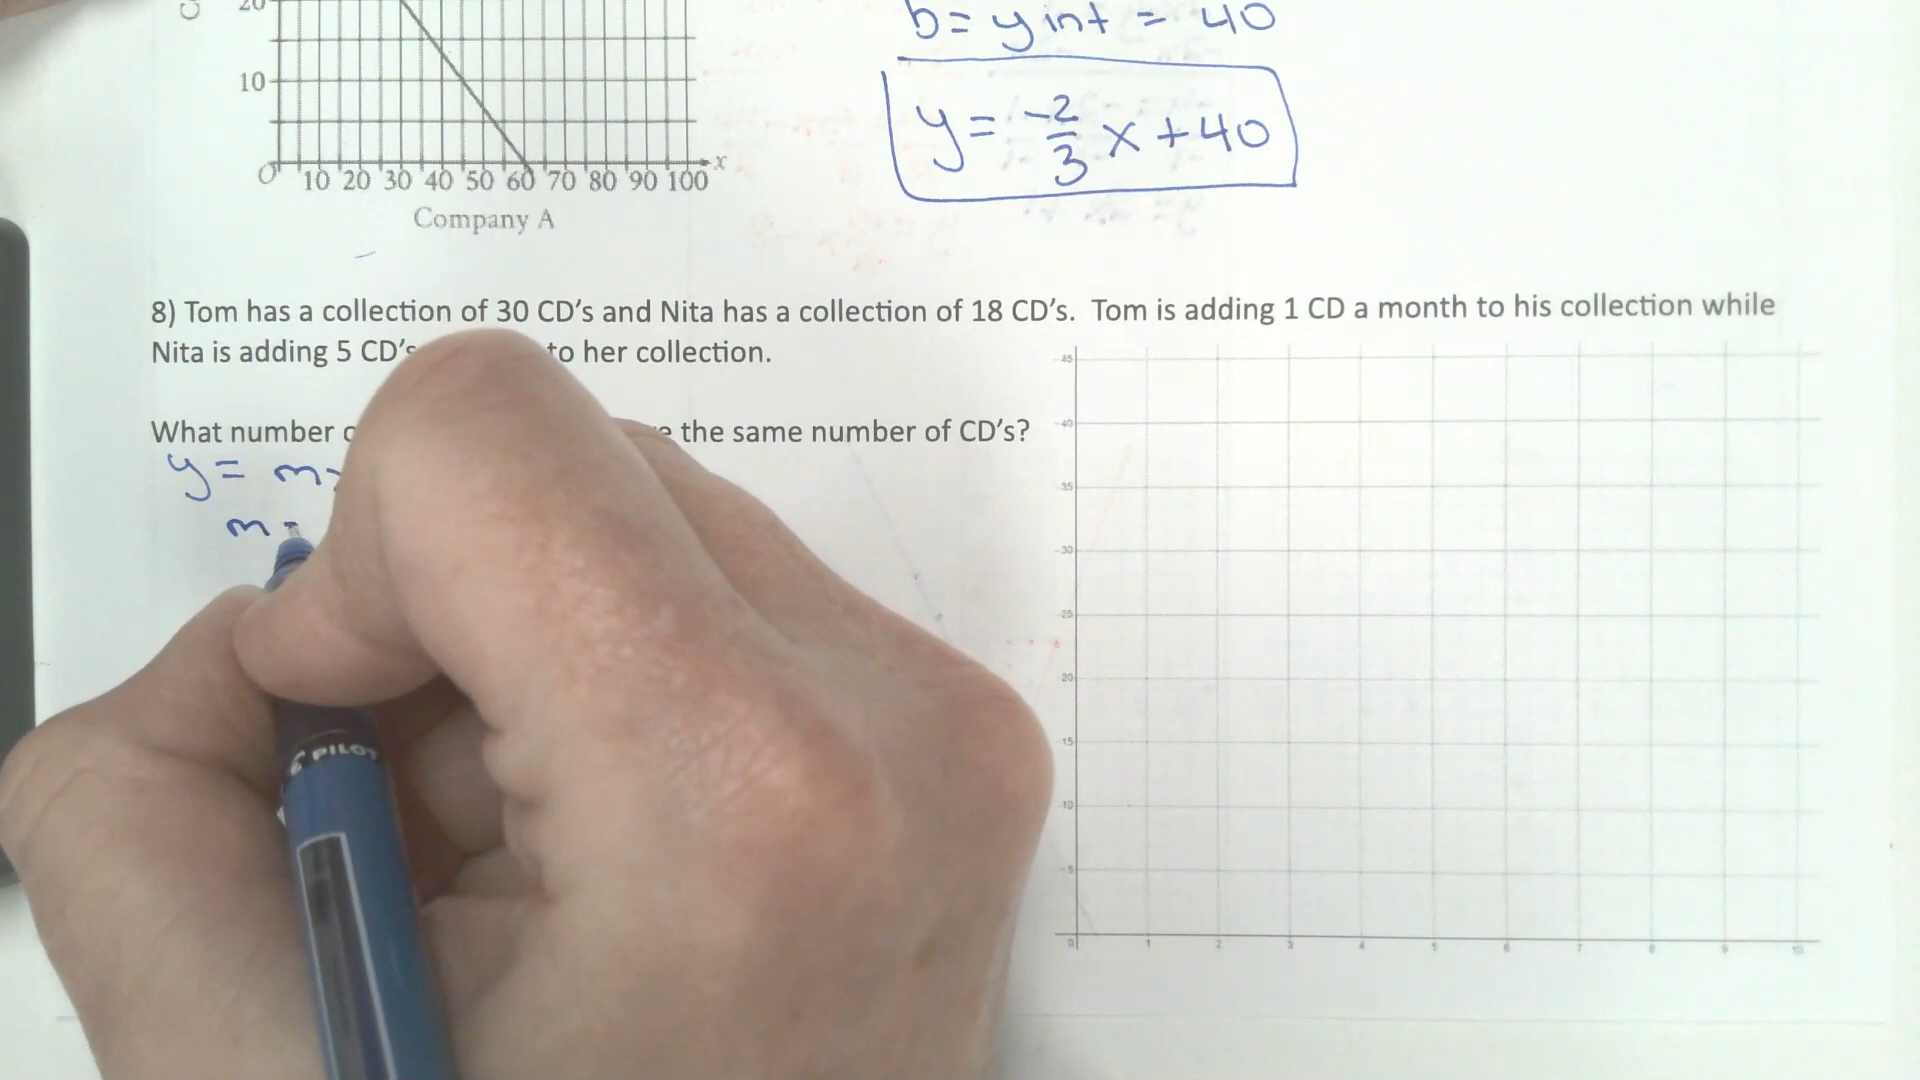 20
b = y int = 40
10
y = -2/3 x + 40
O 10 20 30 40 50 60 70 80 90 100 x
Company A
8) Tom has a collection of 30 CD's and Nita has a collection of 18 CD's. Tom is adding 1 CD a month to his collection while
Nita is adding 5 CD's to her collection.
What number the same number of CD's?
y = m
m =
45
40
35
30
25
20
15
10
5
0 1 2 3 4 5 6 7 8 9 10
PILOT